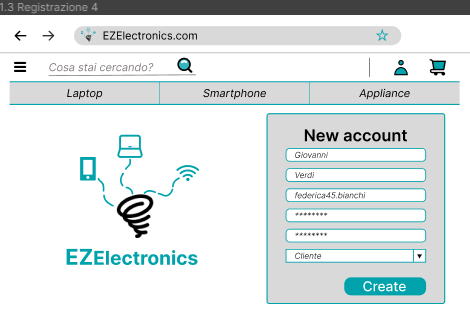 1.3 Registrazione 4
EZElectronics.com
Cosa stai cercando?
Laptop
Smartphone
Appliance
New account
Giovanni
Verdi
federica45.bianchi
********
********
Cliente
Create
EZElectronics